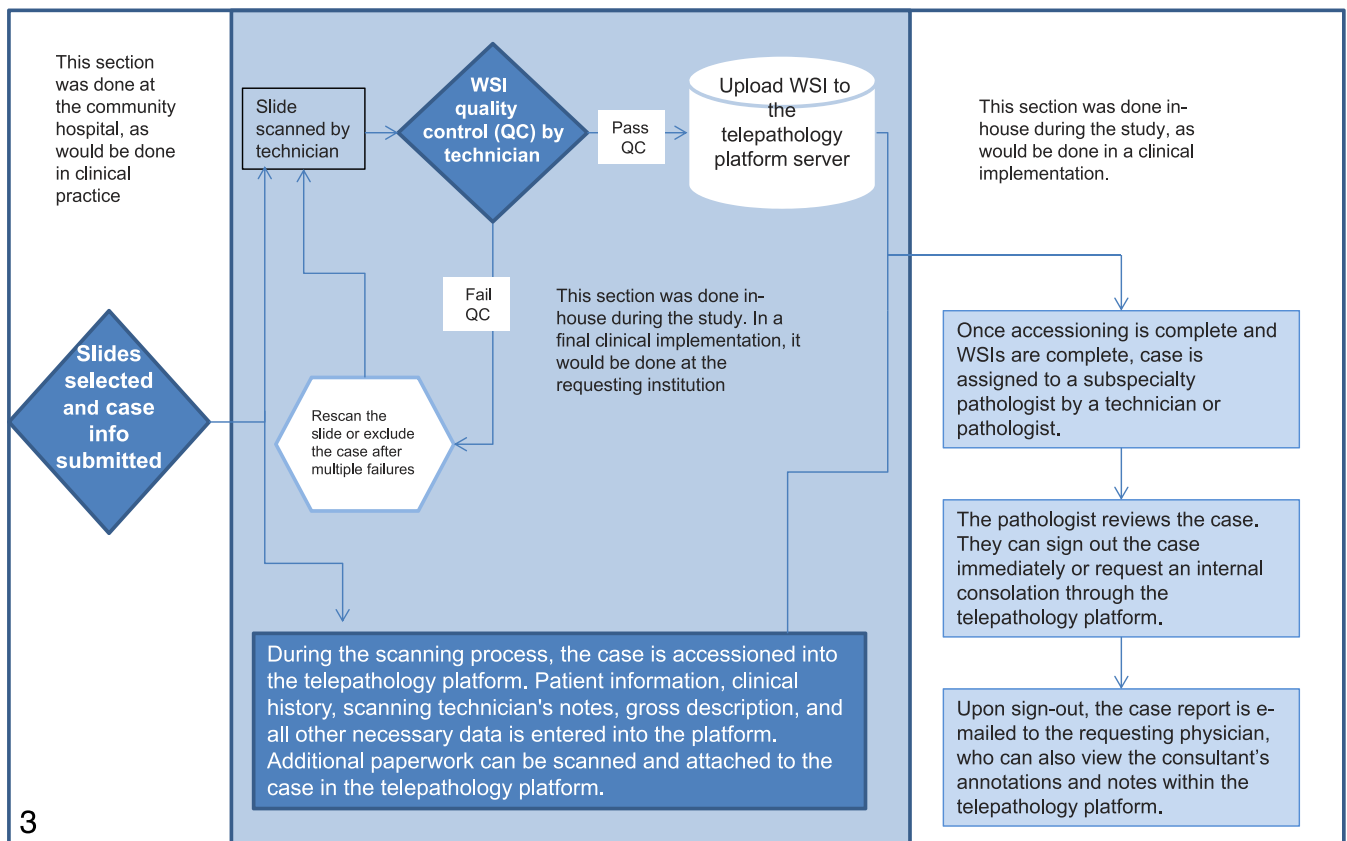 This section
was done at
the community
hospital, as
would be done
in clinical
practice
Slides
selected
and case
info
submitted
Slide
scanned by
technician
WSI
quality
control (QC) by
technician
Pass
QC
Upload WSI to
the
telepathology
platform server
Fail
QC
This section was done in-
house during the study. In a
final clinical implementation, it
would be done at the
requesting institution
Rescan the
slide or exclude
the case after
multiple failures
During the scanning process, the case is accessioned into
the telepathology platform. Patient information, clinical
history, scanning technician's notes, gross description, and
all other necessary data is entered into the platform.
Additional paperwork can be scanned and attached to the
case in the telepathology platform.
This section was done in-
house during the study, as
would be done in a clinical
implementation.
Once accessioning is complete and
WSIs are complete, case is
assigned to a subspecialty
pathologist by a technician or
pathologist.
The pathologist reviews the case.
They can sign out the case
immediately or request an internal
consolation through the
telepathology platform.
Upon sign-out, the case report is e-
mailed to the requesting physician,
who can also view the consultant’s
annotations and notes within the
telepathology platform.
3